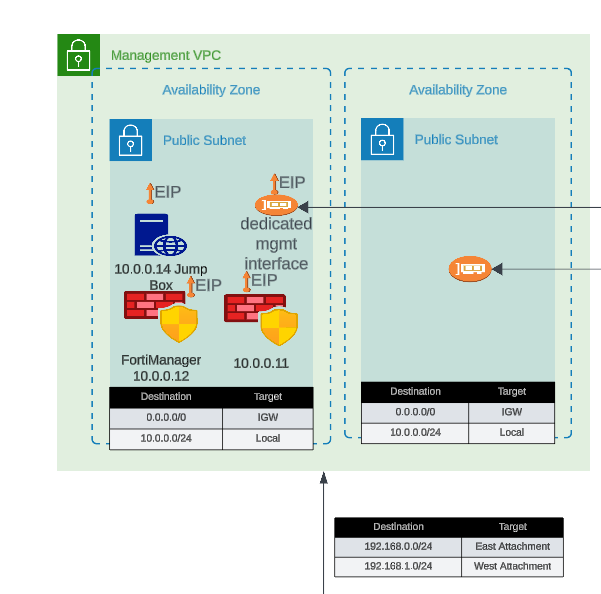 Management VPC
Availability Zone
Availability Zone
Public Subnet
Public Subnet
EIP
EIP
dedicated
mgmt
interface
10.0.0.14 Jump
Box
EIP
EIP
FortiManager
10.0.0.12
10.0.0.11
Destination Target
0.0.0.0/0 IGW
10.0.0.0/24 Local
Destination Target
0.0.0.0/0 IGW
10.0.0.0/24 Local
Destination Target
192.168.0.0/24 East Attachment
192.168.1.0/24 West Attachment